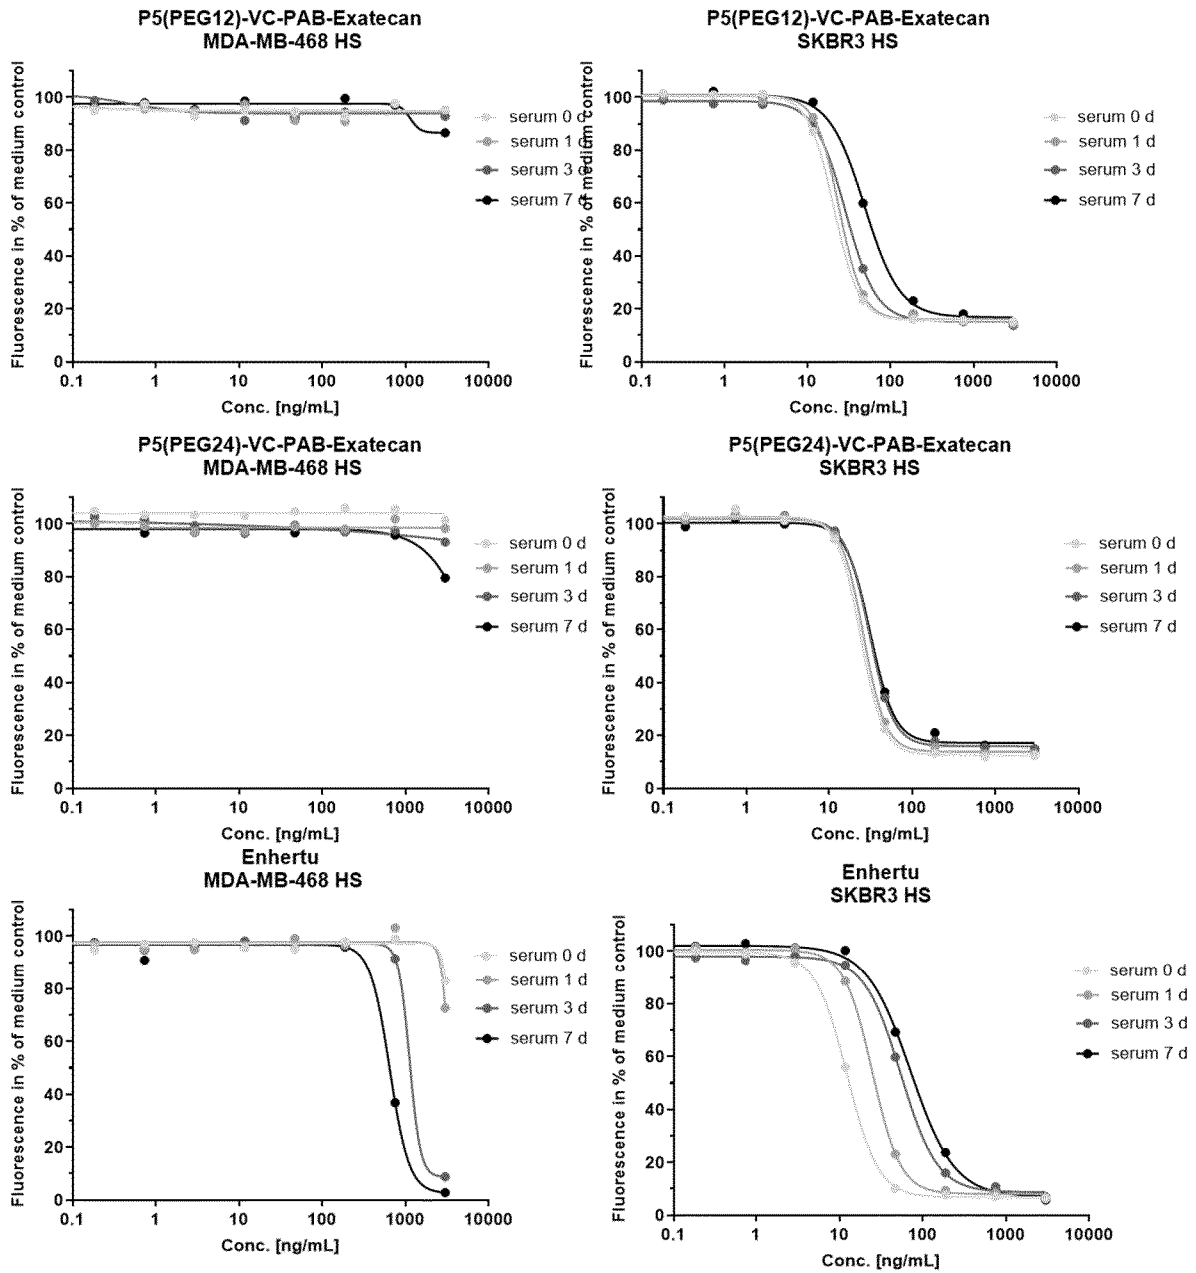 P5(PEG12)-VC-PAB-Exatecan
MDA-MB-468 HS
Fluorescence in % of medium control
100
80
60
40
20
0
0.1 1 10 100 1000 10000
Conc. [ng/mL]
serum 0 d
serum 1 d
serum 3 d
serum 7 d
P5(PEG12)-VC-PAB-Exatecan
SKBR3 HS
Fluorescence in % of medium control
100
80
60
40
20
0
0.1 1 10 100 1000 10000
Conc. [ng/mL]
serum 0 d
serum 1 d
serum 3 d
serum 7 d
P5(PEG24)-VC-PAB-Exatecan
MDA-MB-468 HS
Fluorescence in % of medium control
100
80
60
40
20
0
0.1 1 10 100 1000 10000
Conc. [ng/mL]
serum 0 d
serum 1 d
serum 3 d
serum 7 d
P5(PEG24)-VC-PAB-Exatecan
SKBR3 HS
Fluorescence in % of medium control
100
80
60
40
20
0
0.1 1 10 100 1000 10000
Conc. [ng/mL]
serum 0 d
serum 1 d
serum 3 d
serum 7 d
Enhertu
MDA-MB-468 HS
Fluorescence in % of medium control
100
80
60
40
20
0
0.1 1 10 100 1000 10000
Conc. [ng/mL]
serum 0 d
serum 1 d
serum 3 d
serum 7 d
Enhertu
SKBR3 HS
Fluorescence in % of medium control
100
80
60
40
20
0
0.1 1 10 100 1000 10000
Conc. [ng/mL]
serum 0 d
serum 1 d
serum 3 d
serum 7 d